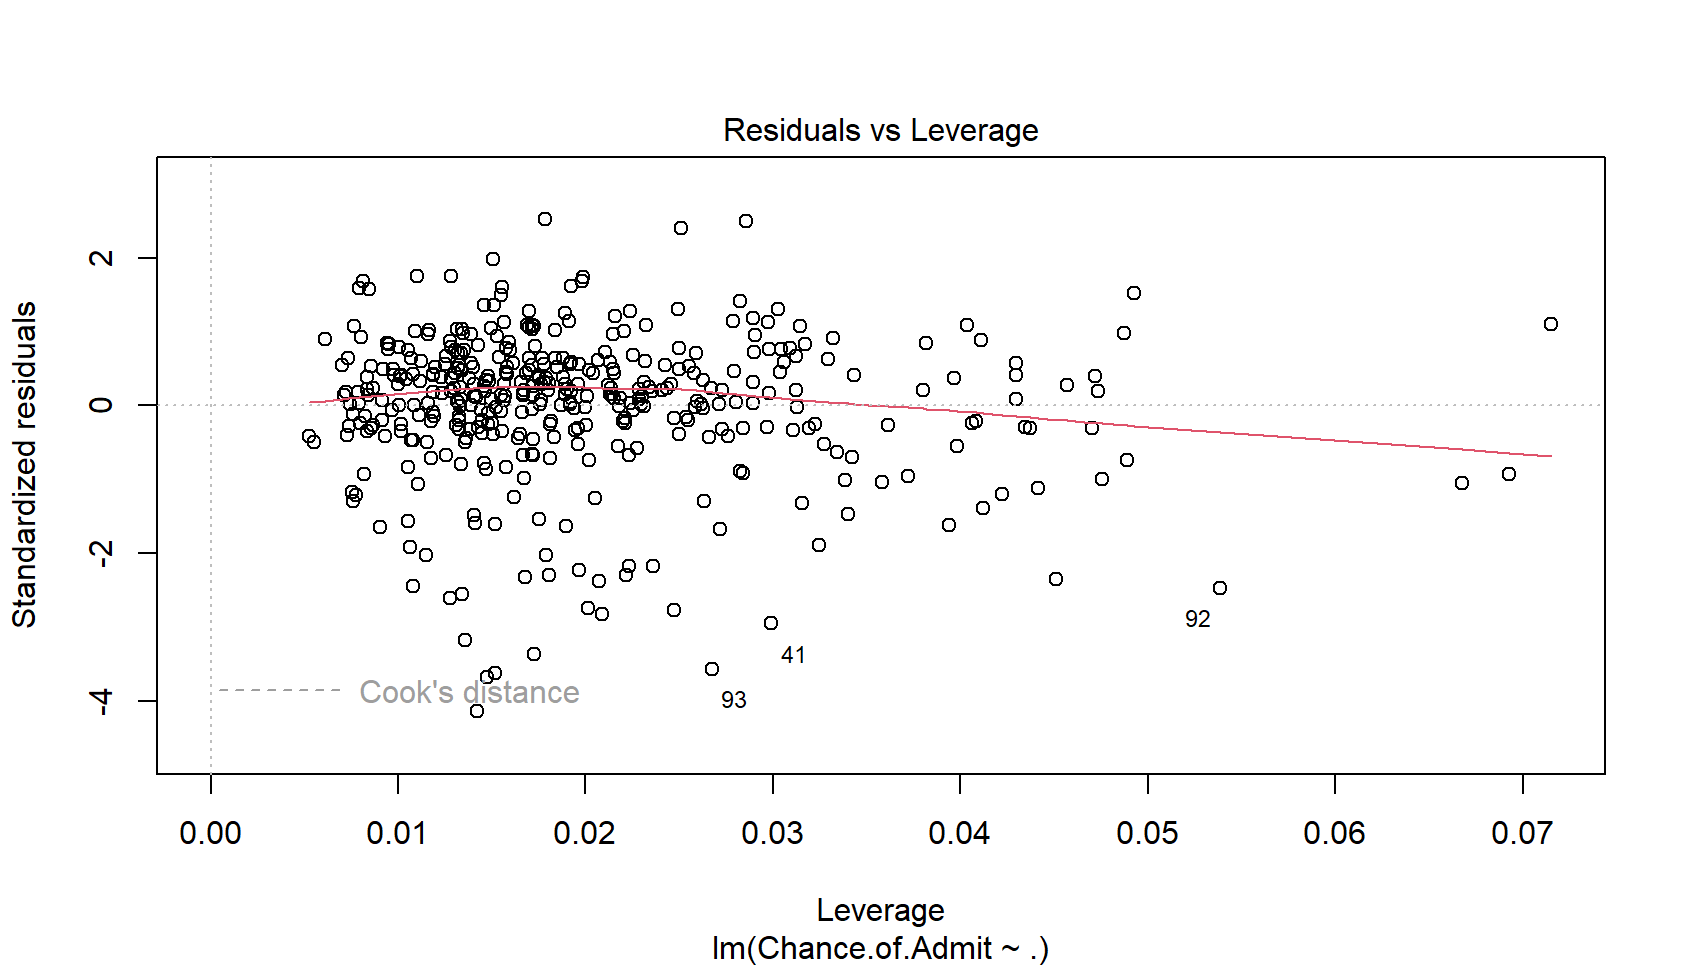 Residuals vs Leverage
Standardized residuals
2
0
-2
-4
92
41
93
Cook's distance
0.00 0.01 0.02 0.03 0.04 0.05 0.06 0.07
Leverage
lm(Chance.of.Admit ~ .)